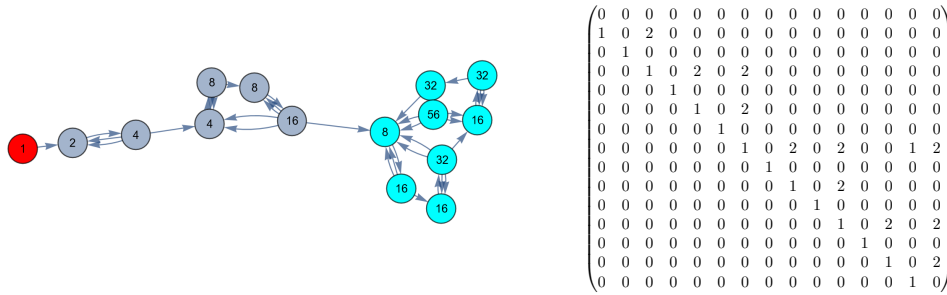 1
2
4
4
8
8
16
8
32
56
32
16
32
16
16
0 0 0 0 0 0 0 0 0 0 0 0 0 0 0
1 0 2 0 0 0 0 0 0 0 0 0 0 0 0
0 1 0 0 0 0 0 0 0 0 0 0 0 0 0
0 0 1 0 2 0 2 0 0 0 0 0 0 0 0
0 0 0 1 0 0 0 0 0 0 0 0 0 0 0
0 0 0 0 1 0 2 0 0 0 0 0 0 0 0
0 0 0 0 0 1 0 0 0 0 0 0 0 0 0
0 0 0 0 0 0 1 0 2 0 2 0 0 1 2
0 0 0 0 0 0 0 1 0 0 0 0 0 0 0
0 0 0 0 0 0 0 0 1 0 2 0 0 0 0
0 0 0 0 0 0 0 0 0 1 0 0 0 0 0
0 0 0 0 0 0 0 0 0 0 1 0 2 0 2
0 0 0 0 0 0 0 0 0 0 0 1 0 0 0
0 0 0 0 0 0 0 0 0 0 0 0 1 0 2
0 0 0 0 0 0 0 0 0 0 0 0 0 1 0